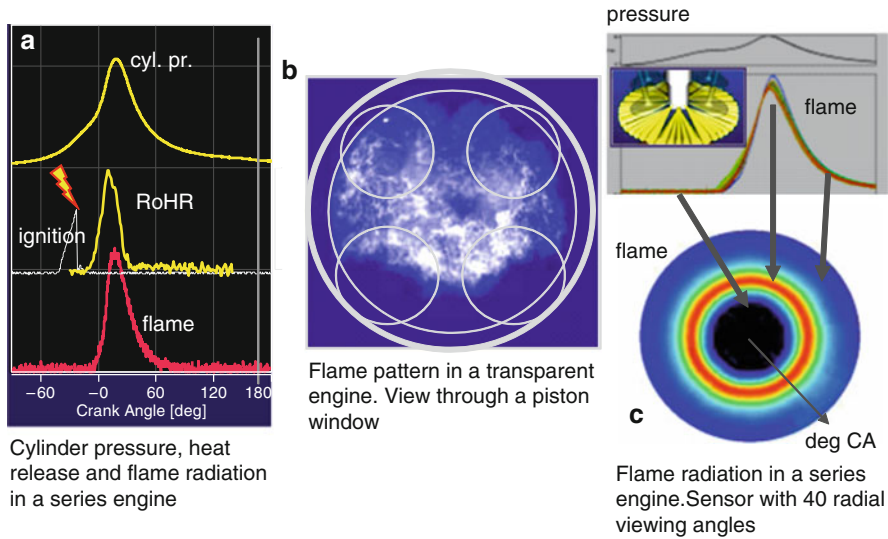 a
cyl. pr.
RoHR
ignition
flame
−60
−0
60
120
180
Crank Angle [deg]
Cylinder pressure, heat
release and flame radiation
in a series engine
b
Flame pattern in a transparent
engine. View through a piston
window
pressure
flame
flame
c
deg CA
Flame radiation in a series
engine.Sensor with 40 radial
viewing angles